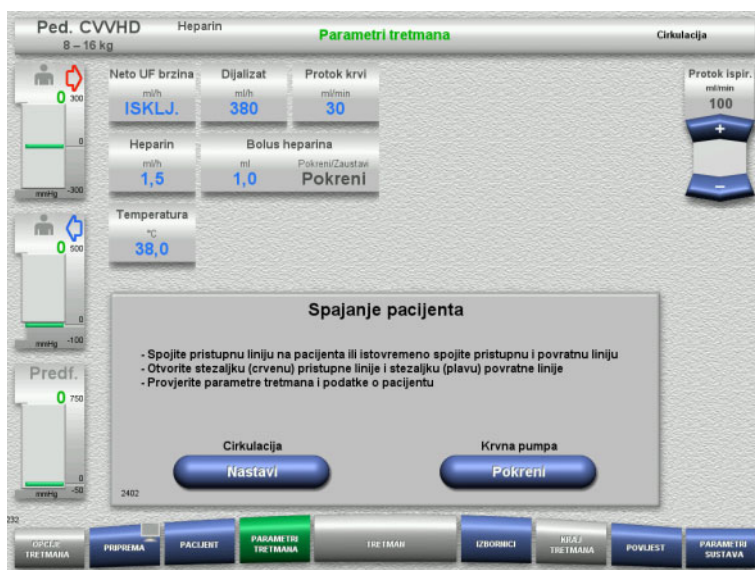 Ped. CVVHD Heparin Parametri tretmana Cirkulacija
8 – 16 kg
Neto UF brzina Dijalizat Protok krvi Protok ispir.
ml/h ml/h ml/min ml/min
ISKLJ. 380 30 100
0 300
0
-300
mmHg
+
–
Heparin Bolus heparina
ml/h ml Pokreni/Zaustavi
1,5 1,0 Pokreni
Temperatura
°C
38,0
0 500
0
-100
mmHg
Spajanje pacijenta
- Spojite pristupnu liniju na pacijenta ili istovremeno spojite pristupnu i povratnu liniju
- Otvorite stezaljku (crvenu) pristupne linije i stezaljku (plavu) povratne linije
- Provjerite parametre tretmana i podatke o pacijentu
Predf.
0 750
0
-50
mmHg
Cirkulacija Krvna pumpa
Nastavi Pokreni
2402
232
OPCIJE TRETMANA PRIPREMA PACIJENT PARAMETRI TRETMANA TRETMAN IZBORNICI KRAJ TRETMANA POVIJEST PARAMETRI SUSTAVA